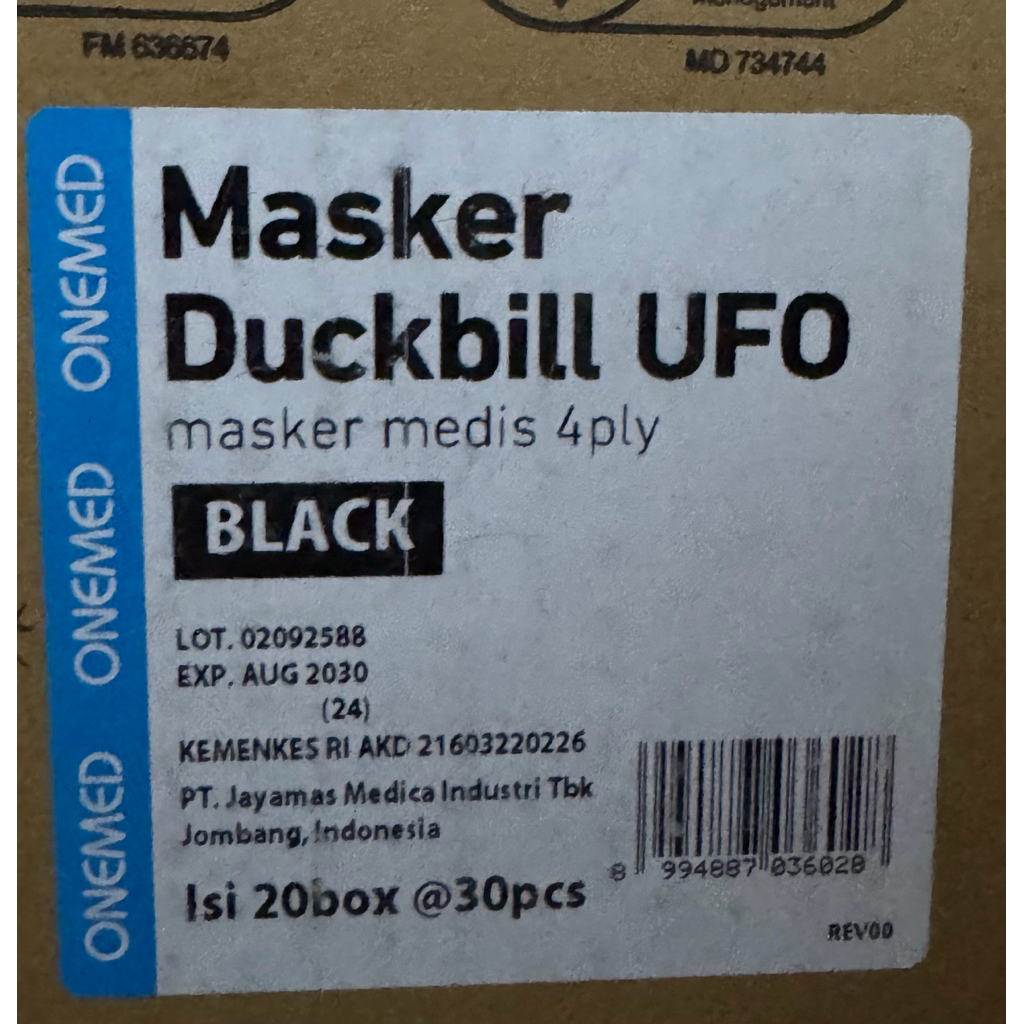 Management
FM 636674
MD 734744
ONEMED
ONEMED
ONEMED
Masker
Duckbill UFO
masker medis 4ply
BLACK
LOT. 02092588
EXP. AUG 2030
(24)
KEMENKES RI AKD 21603220226
PT. Jayamas Medica Industri Tbk
Jombang, Indonesia
Isi 20box @30pcs
8 994887 036028
REV00